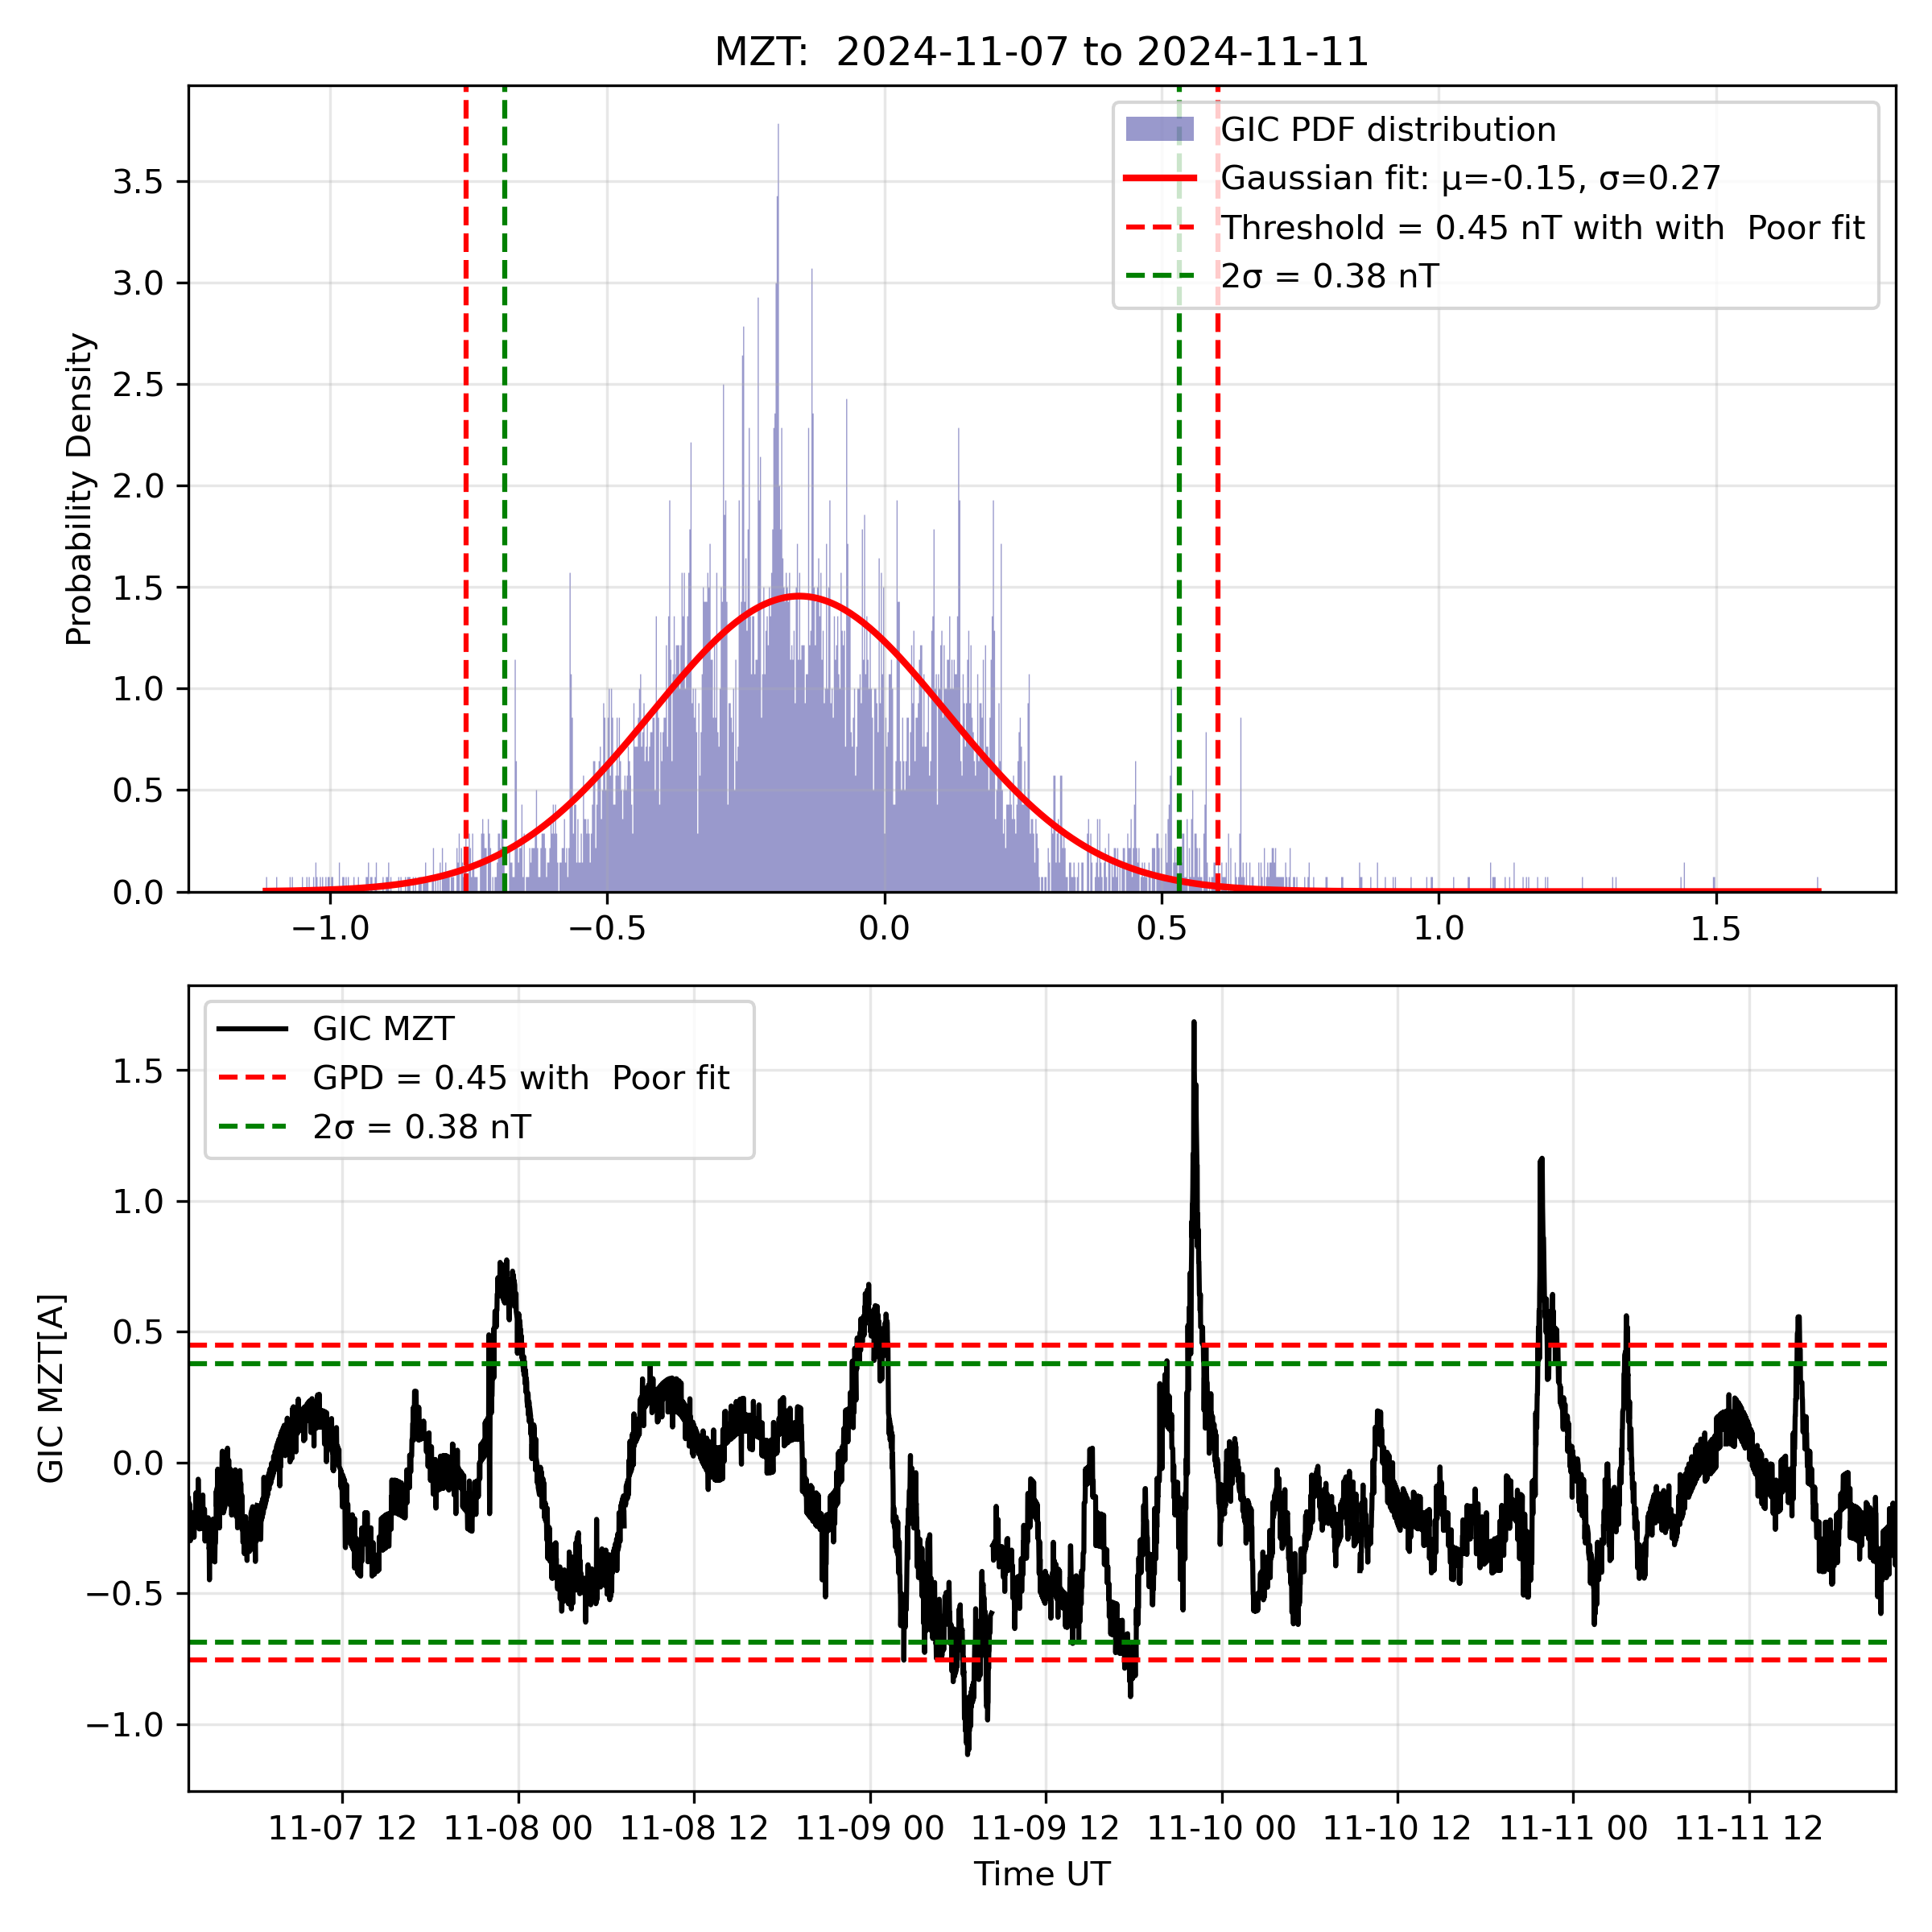 MZT:  2024-11-07 to 2024-11-11
GIC PDF distribution
Gaussian fit: μ=-0.15, σ=0.27
Threshold = 0.45 nT with with  Poor fit
2σ = 0.38 nT
Probability Density
3.5
3.0
2.5
2.0
1.5
1.0
0.5
0.0
−1.0
−0.5
0.0
0.5
1.0
1.5
GIC MZT
GPD = 0.45 with  Poor fit
2σ = 0.38 nT
GIC MZT[A]
1.5
1.0
0.5
0.0
−0.5
−1.0
11-07 12
11-08 00
11-08 12
11-09 00
11-09 12
11-10 00
11-10 12
11-11 00
11-11 12
Time UT